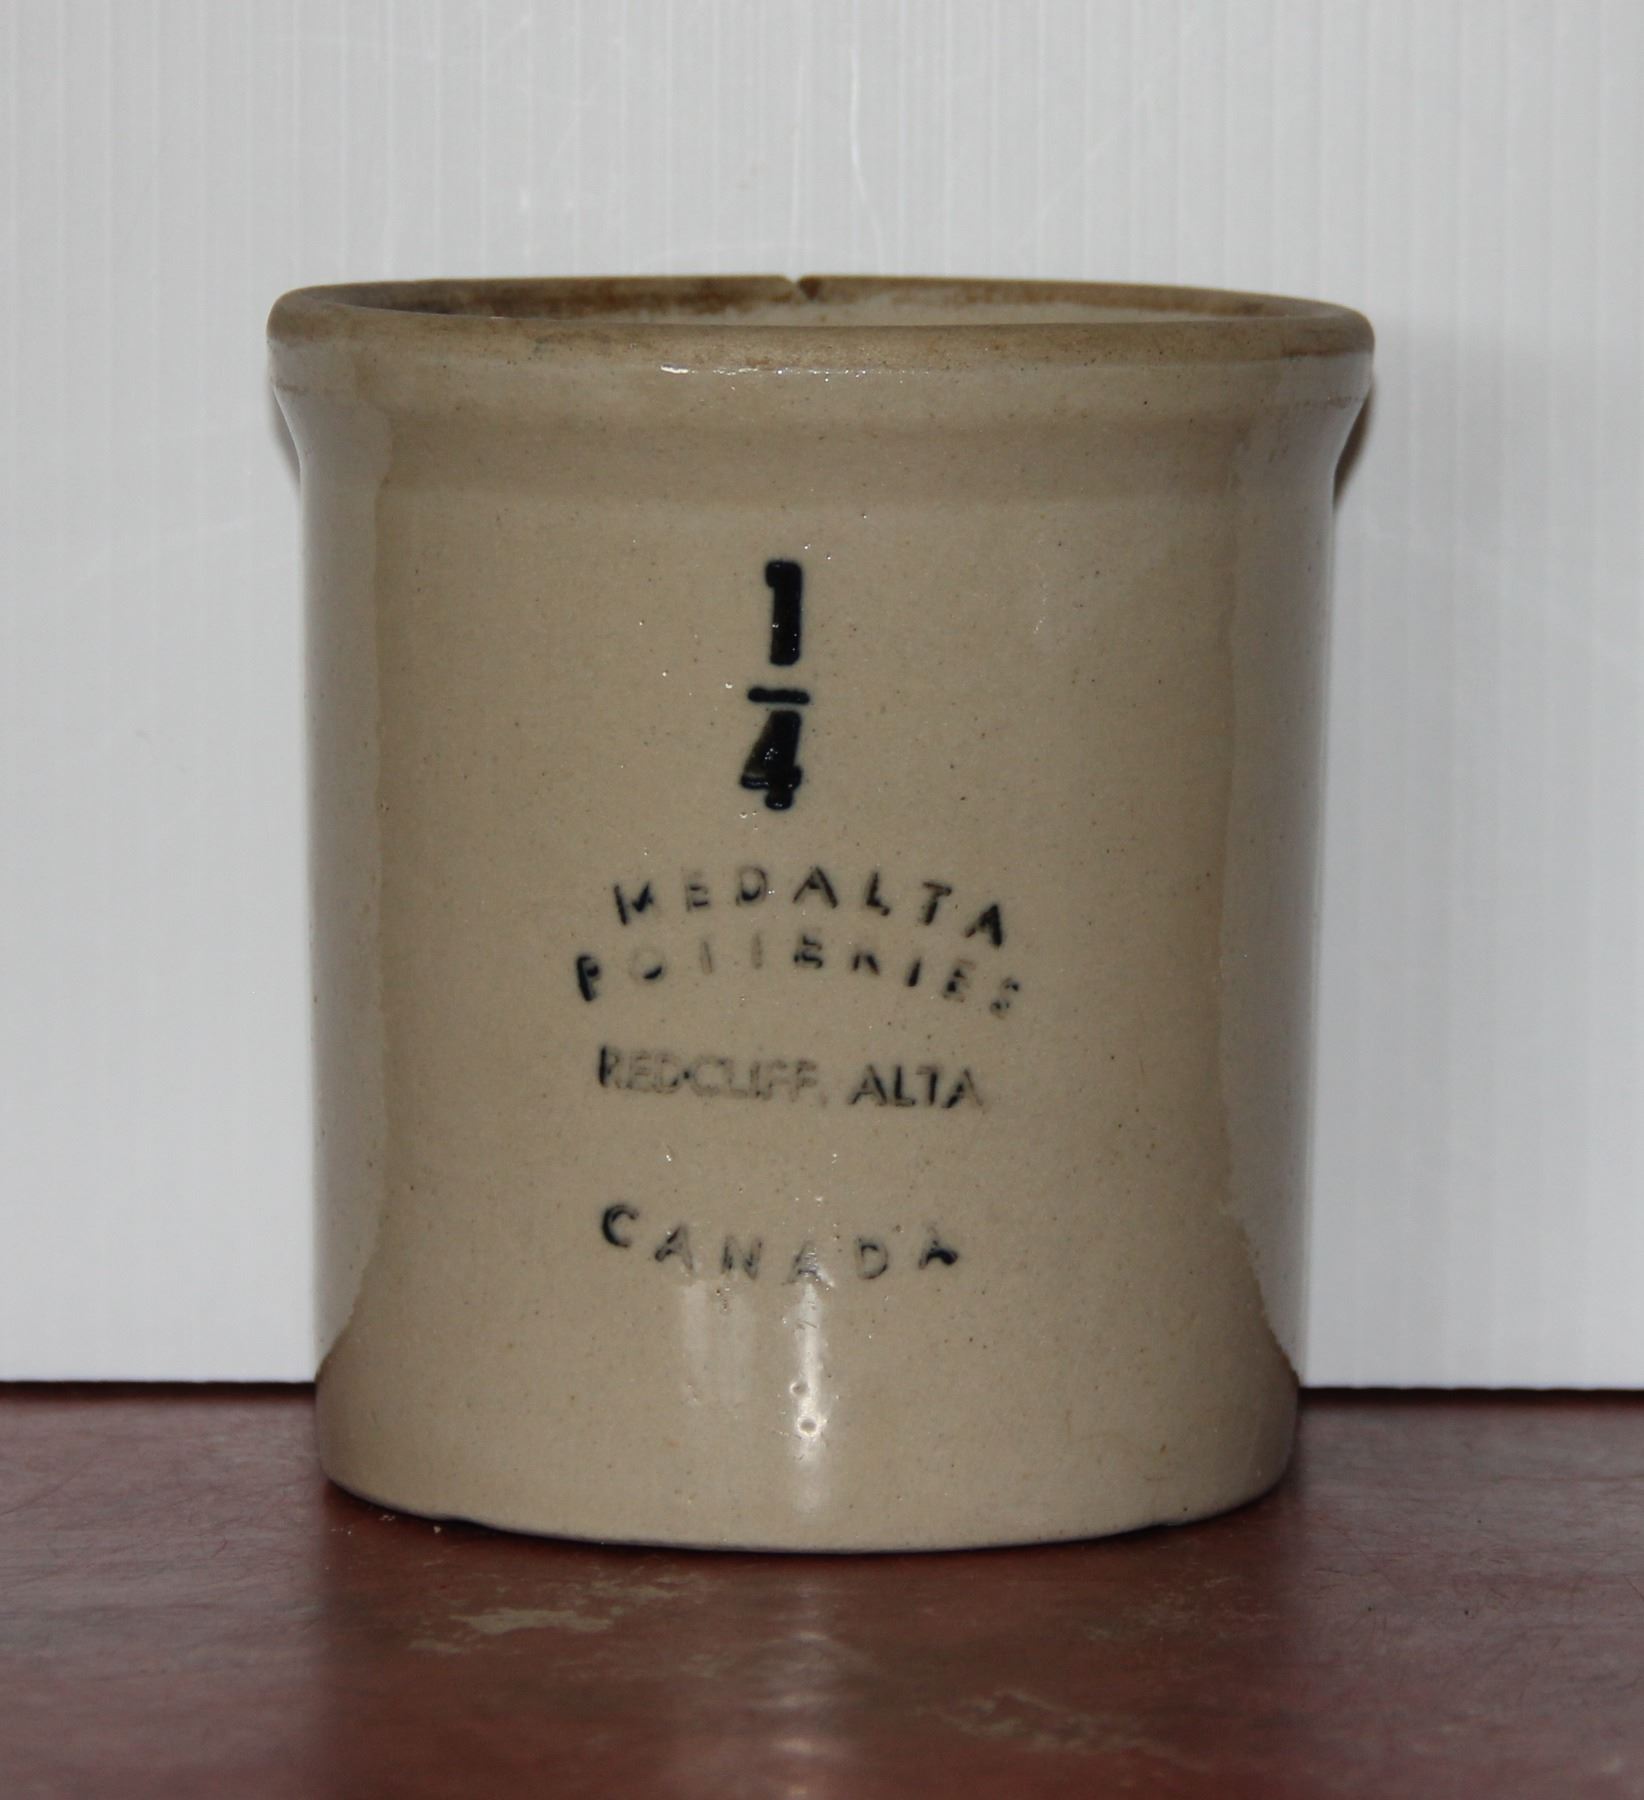 1
4
MEDALTA
POTTERIES
REDCLIFF, ALTA
CANADA